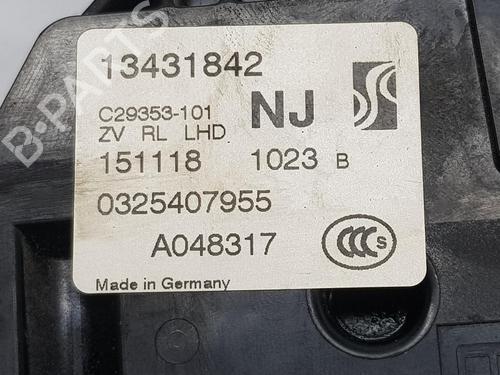 B-PARTS
13431842
C29353-101 NJ
ZV RL LHD
151118 1023 B
0325407955
A048317
CCC S
Made in Germany